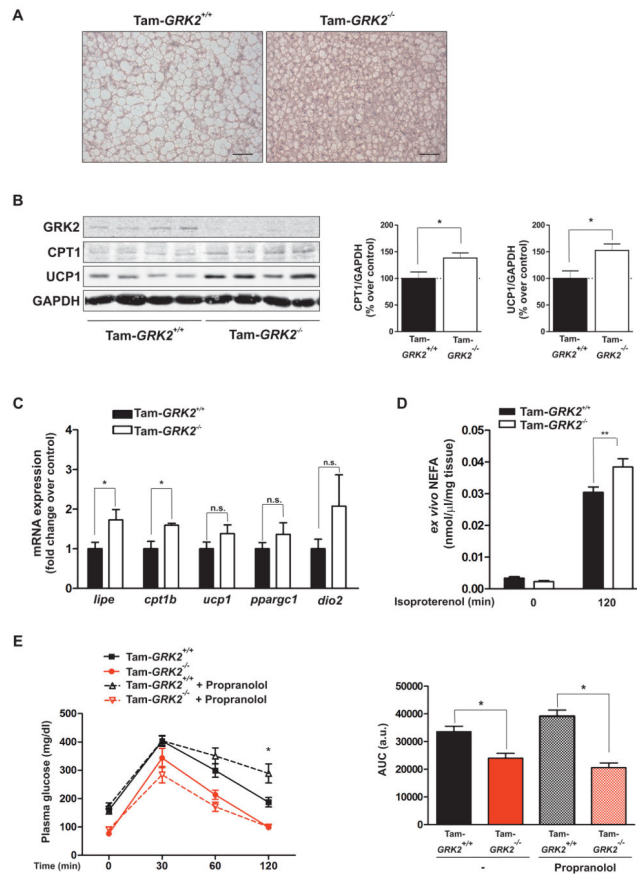 A
Tam-GRK2+/+
Tam-GRK2-/-
B
GRK2
CPT1
UCP1
GAPDH
Tam-GRK2+/+
Tam-GRK2-/-
CPT1/GAPDH
(% over control)
200
150
100
50
0
*
Tam-
GRK2+/+
Tam-
GRK2-/-
UCP1/GAPDH
(% over control)
200
150
100
50
0
*
Tam-
GRK2+/+
Tam-
GRK2-/-
C
Tam-GRK2+/+
Tam-GRK2-/-
mRNA expression
(fold change over control)
4
3
2
1
0
*
*
n.s.
n.s.
n.s.
lipe
cpt1b
ucp1
ppargc1
dio2
D
Tam-GRK2+/+
Tam-GRK2-/-
ex vivo NEFA
(nmol/µl/mg tissue)
0.05
0.04
0.03
0.02
0.01
0.00
**
Isoproterenol (min)
0
120
E
Tam-GRK2+/+
Tam-GRK2-/-
Tam-GRK2+/+ + Propranolol
Tam-GRK2-/- + Propranolol
Plasma glucose (mg/dl)
500
400
300
200
100
0
*
Time (min)
0
30
60
120
AUC (a.u.)
50000
40000
30000
20000
10000
0
*
*
Tam-
GRK2+/+
Tam-
GRK2-/-
Tam-
GRK2+/+
Tam-
GRK2-/-
-
Propranolol